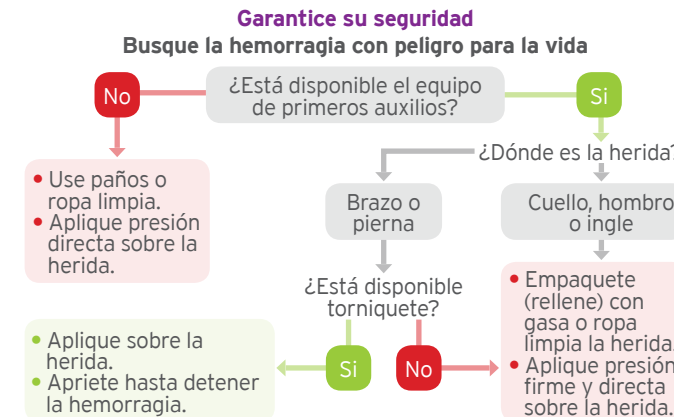 Garantice su seguridad
Busque la hemorragia con peligro para la vida
No
¿Está disponible el equipo
de primeros auxilios?
Si
¿Dónde es la herida?
• Use paños o
ropa limpia.
• Aplique presión
directa sobre la
herida.
Brazo o
pierna
Cuello, hombro
o ingle
¿Está disponible
torniquete?
• Aplique sobre la
herida.
• Apriete hasta detener
la hemorragia.
Si
No
• Empaquete
(rellene) con
gasa o ropa
limpia la herida.
• Aplique presión
firme y directa
sobre la herida.